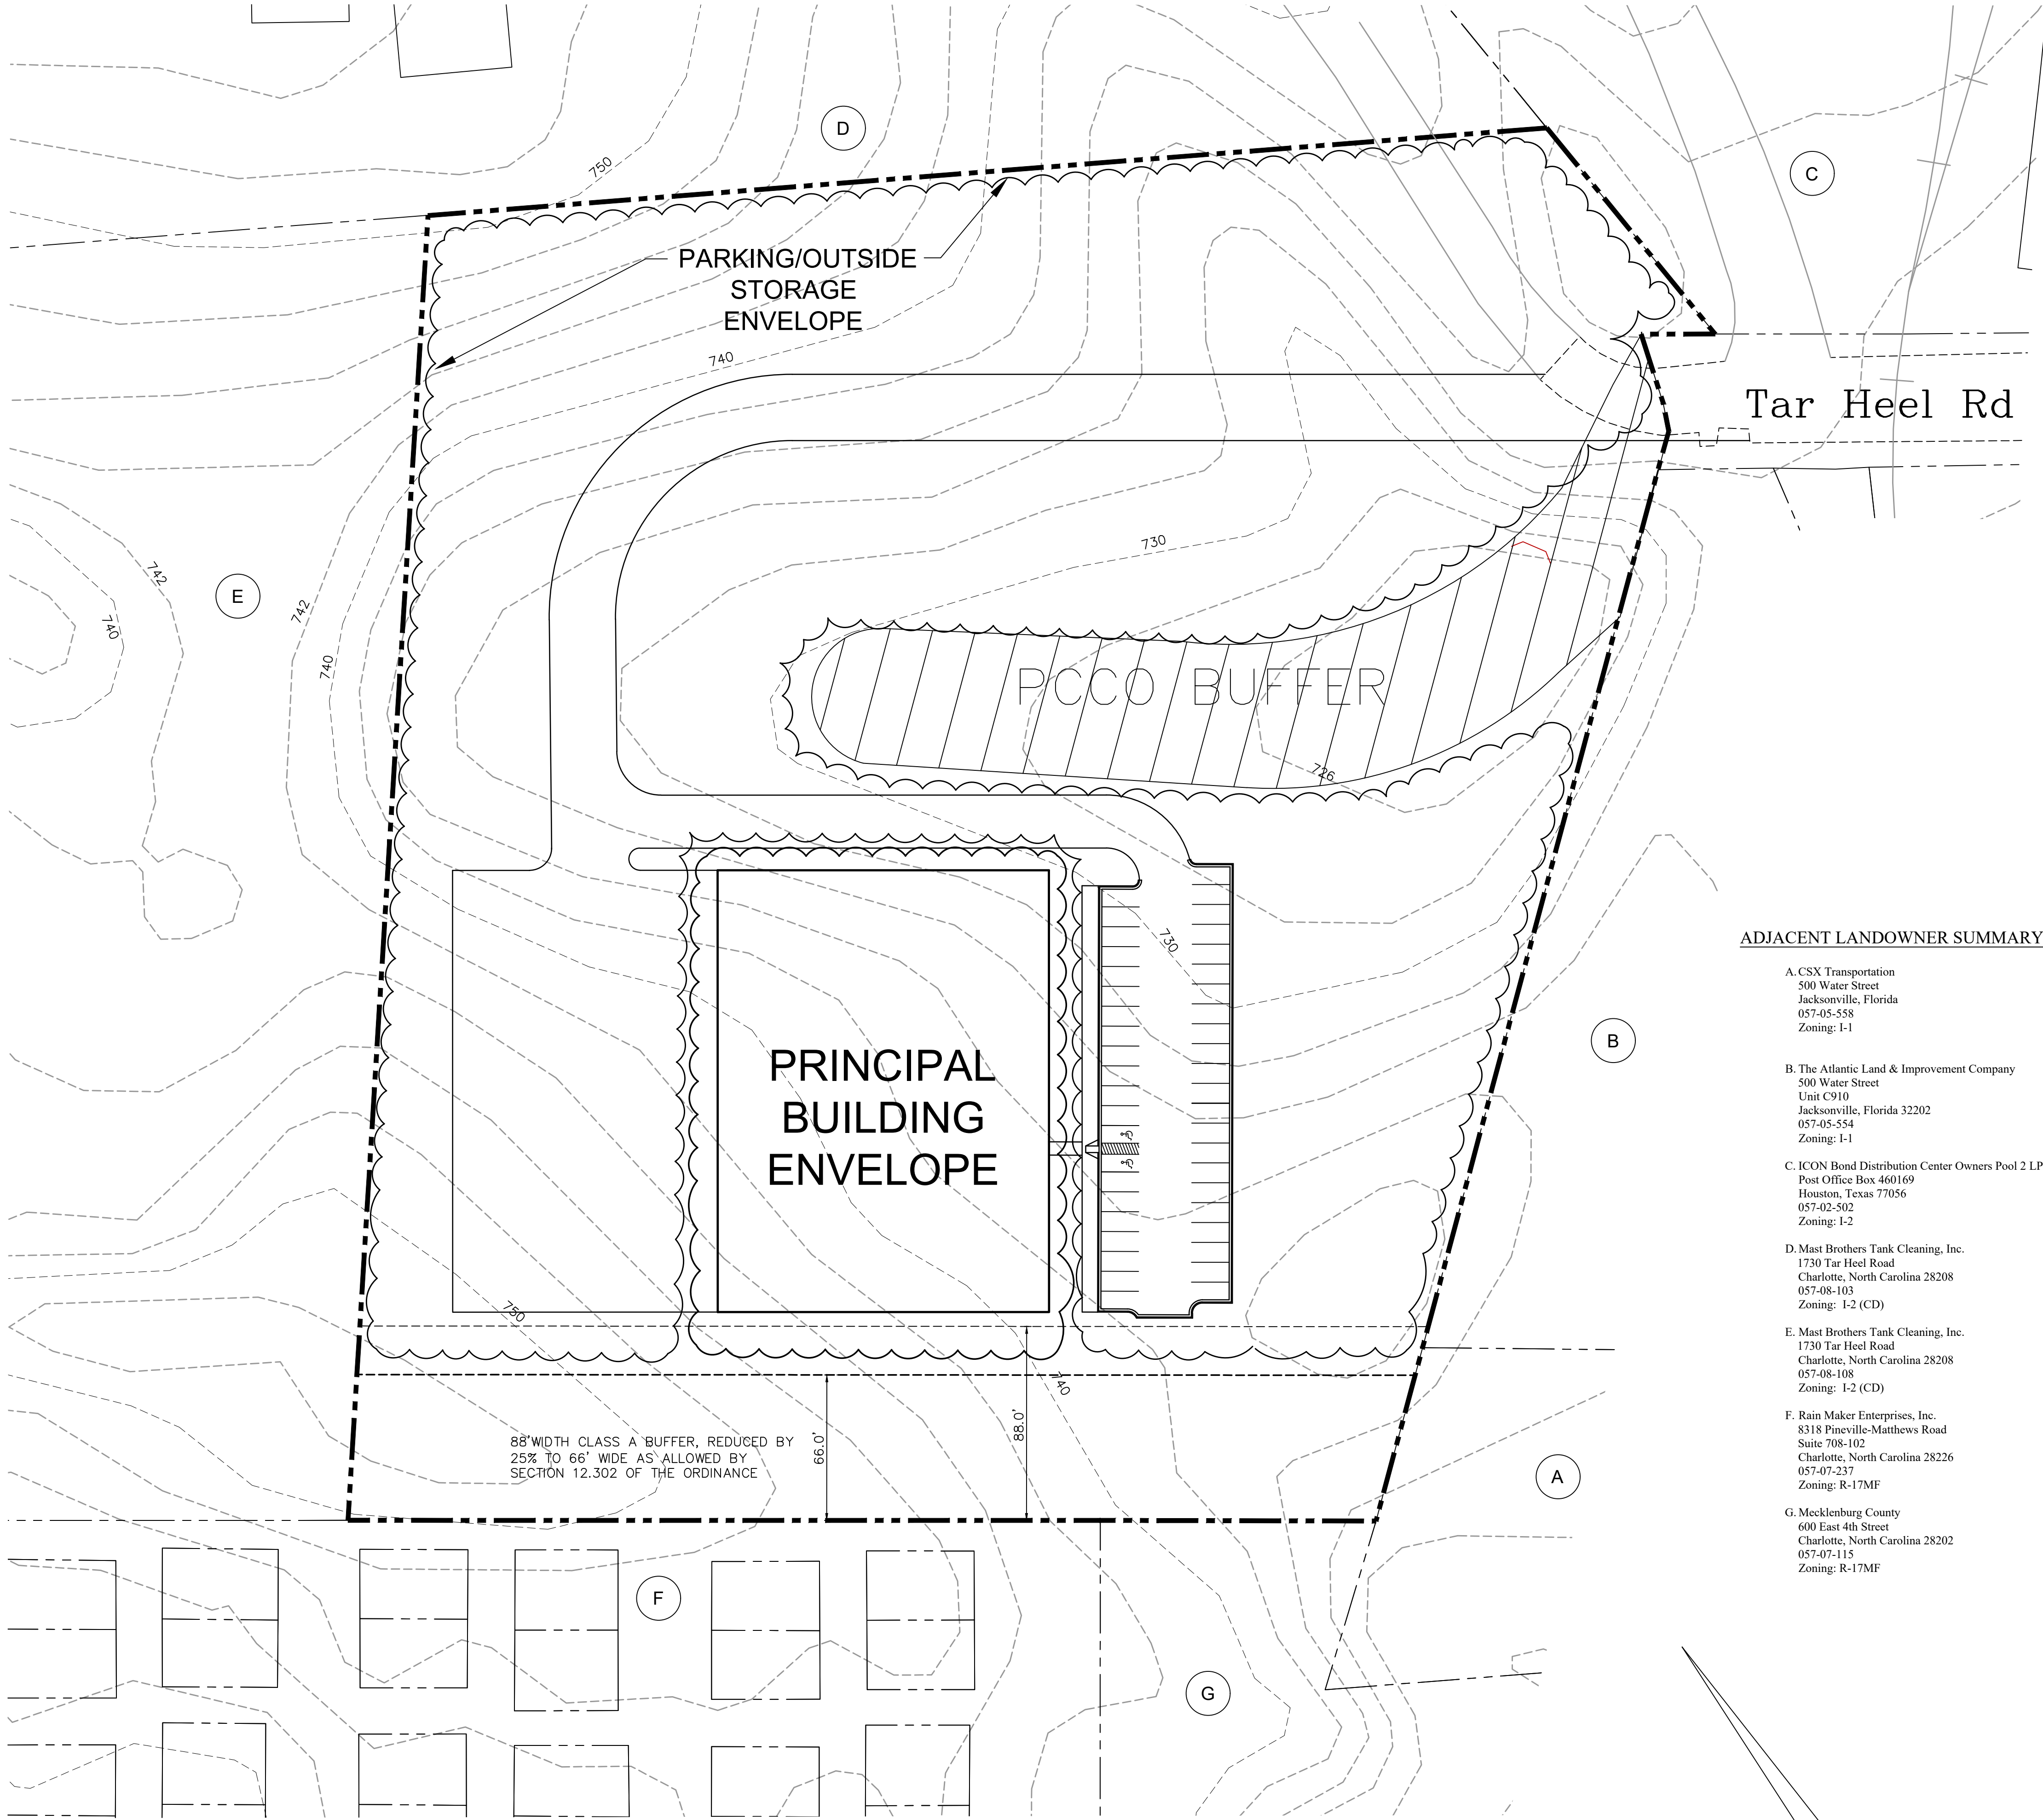 D
C
750
PARKING/OUTSIDE
STORAGE
ENVELOPE
740
Tar Heel Rd
730
742
742
E
740
740
PCCO BUFFER
726
730
B
PRINCIPAL
BUILDING
ENVELOPE
750
740
88'WIDTH CLASS A BUFFER, REDUCED BY
25% TO 66' WIDE AS ALLOWED BY
SECTION 12.302 OF THE ORDINANCE
66.0'
88.0'
A
F
G
ADJACENT LANDOWNER SUMMARY
A. CSX Transportation
500 Water Street
Jacksonville, Florida
057-05-558
Zoning: I-1
B. The Atlantic Land & Improvement Company
500 Water Street
Unit C910
Jacksonville, Florida 32202
057-05-554
Zoning: I-1
C. ICON Bond Distribution Center Owners Pool 2 LP
Post Office Box 460169
Houston, Texas 77056
057-02-502
Zoning: I-2
D. Mast Brothers Tank Cleaning, Inc.
1730 Tar Heel Road
Charlotte, North Carolina 28208
057-08-103
Zoning: I-2 (CD)
E. Mast Brothers Tank Cleaning, Inc.
1730 Tar Heel Road
Charlotte, North Carolina 28208
057-08-108
Zoning: I-2 (CD)
F. Rain Maker Enterprises, Inc.
8318 Pineville-Matthews Road
Suite 708-102
Charlotte, North Carolina 28226
057-07-237
Zoning: R-17MF
G. Mecklenburg County
600 East 4th Street
Charlotte, North Carolina 28202
057-07-115
Zoning: R-17MF